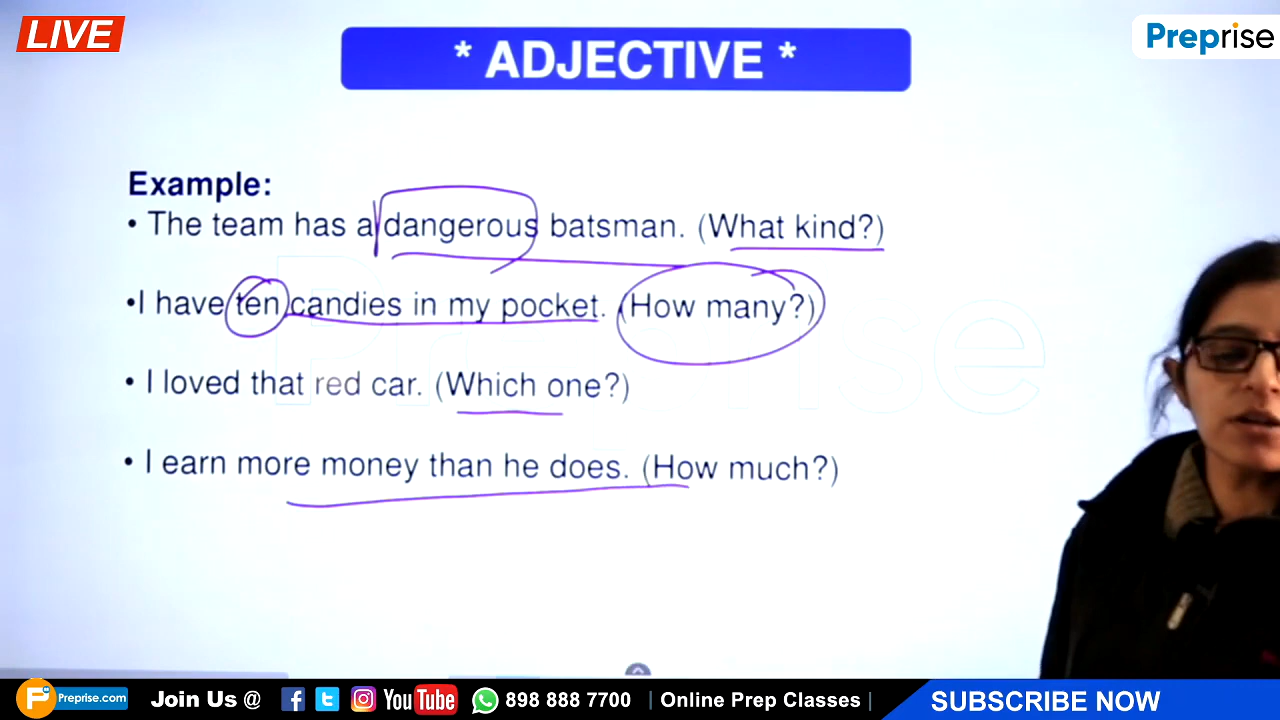 LIVE
* ADJECTIVE *
Preprise
Example:
• The team has a dangerous batsman. (What kind?)
•I have ten candies in my pocket. (How many?)
• I loved that red car. (Which one?)
• I earn more money than he does. (How much?)
Preprise
Preprise.com Join Us @ YouTube 898 888 7700 | Online Prep Classes | SUBSCRIBE NOW